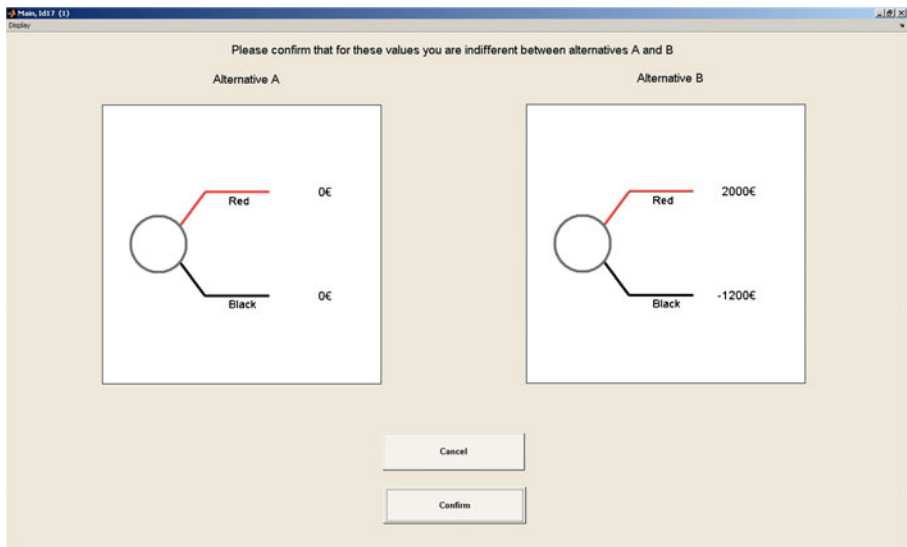 Main, Id17 (1)
Display
Please confirm that for these values you are indifferent between alternatives A and B
Alternative A
Alternative B
Red 0€
Black 0€
Red 2000€
Black -1200€
Cancel
Confirm